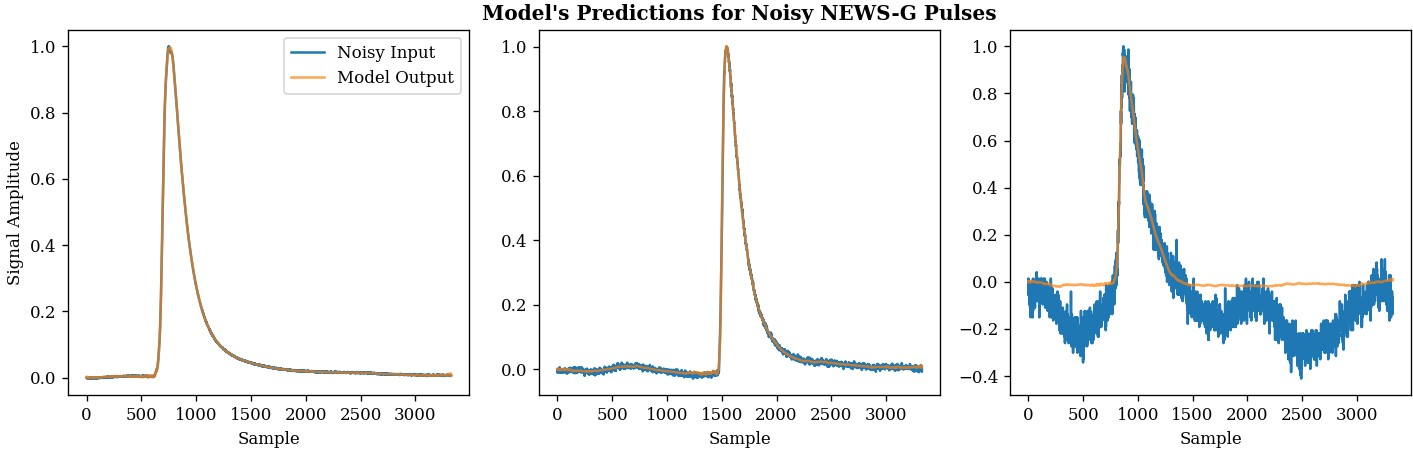 Model's Predictions for Noisy NEWS-G Pulses
Noisy Input
Model Output
Signal Amplitude
1.0
0.8
0.6
0.4
0.2
0.0
0 500 1000 1500 2000 2500 3000
Sample
1.0
0.8
0.6
0.4
0.2
0.0
0 500 1000 1500 2000 2500 3000
Sample
1.0
0.8
0.6
0.4
0.2
0.0
−0.2
−0.4
0 500 1000 1500 2000 2500 3000
Sample